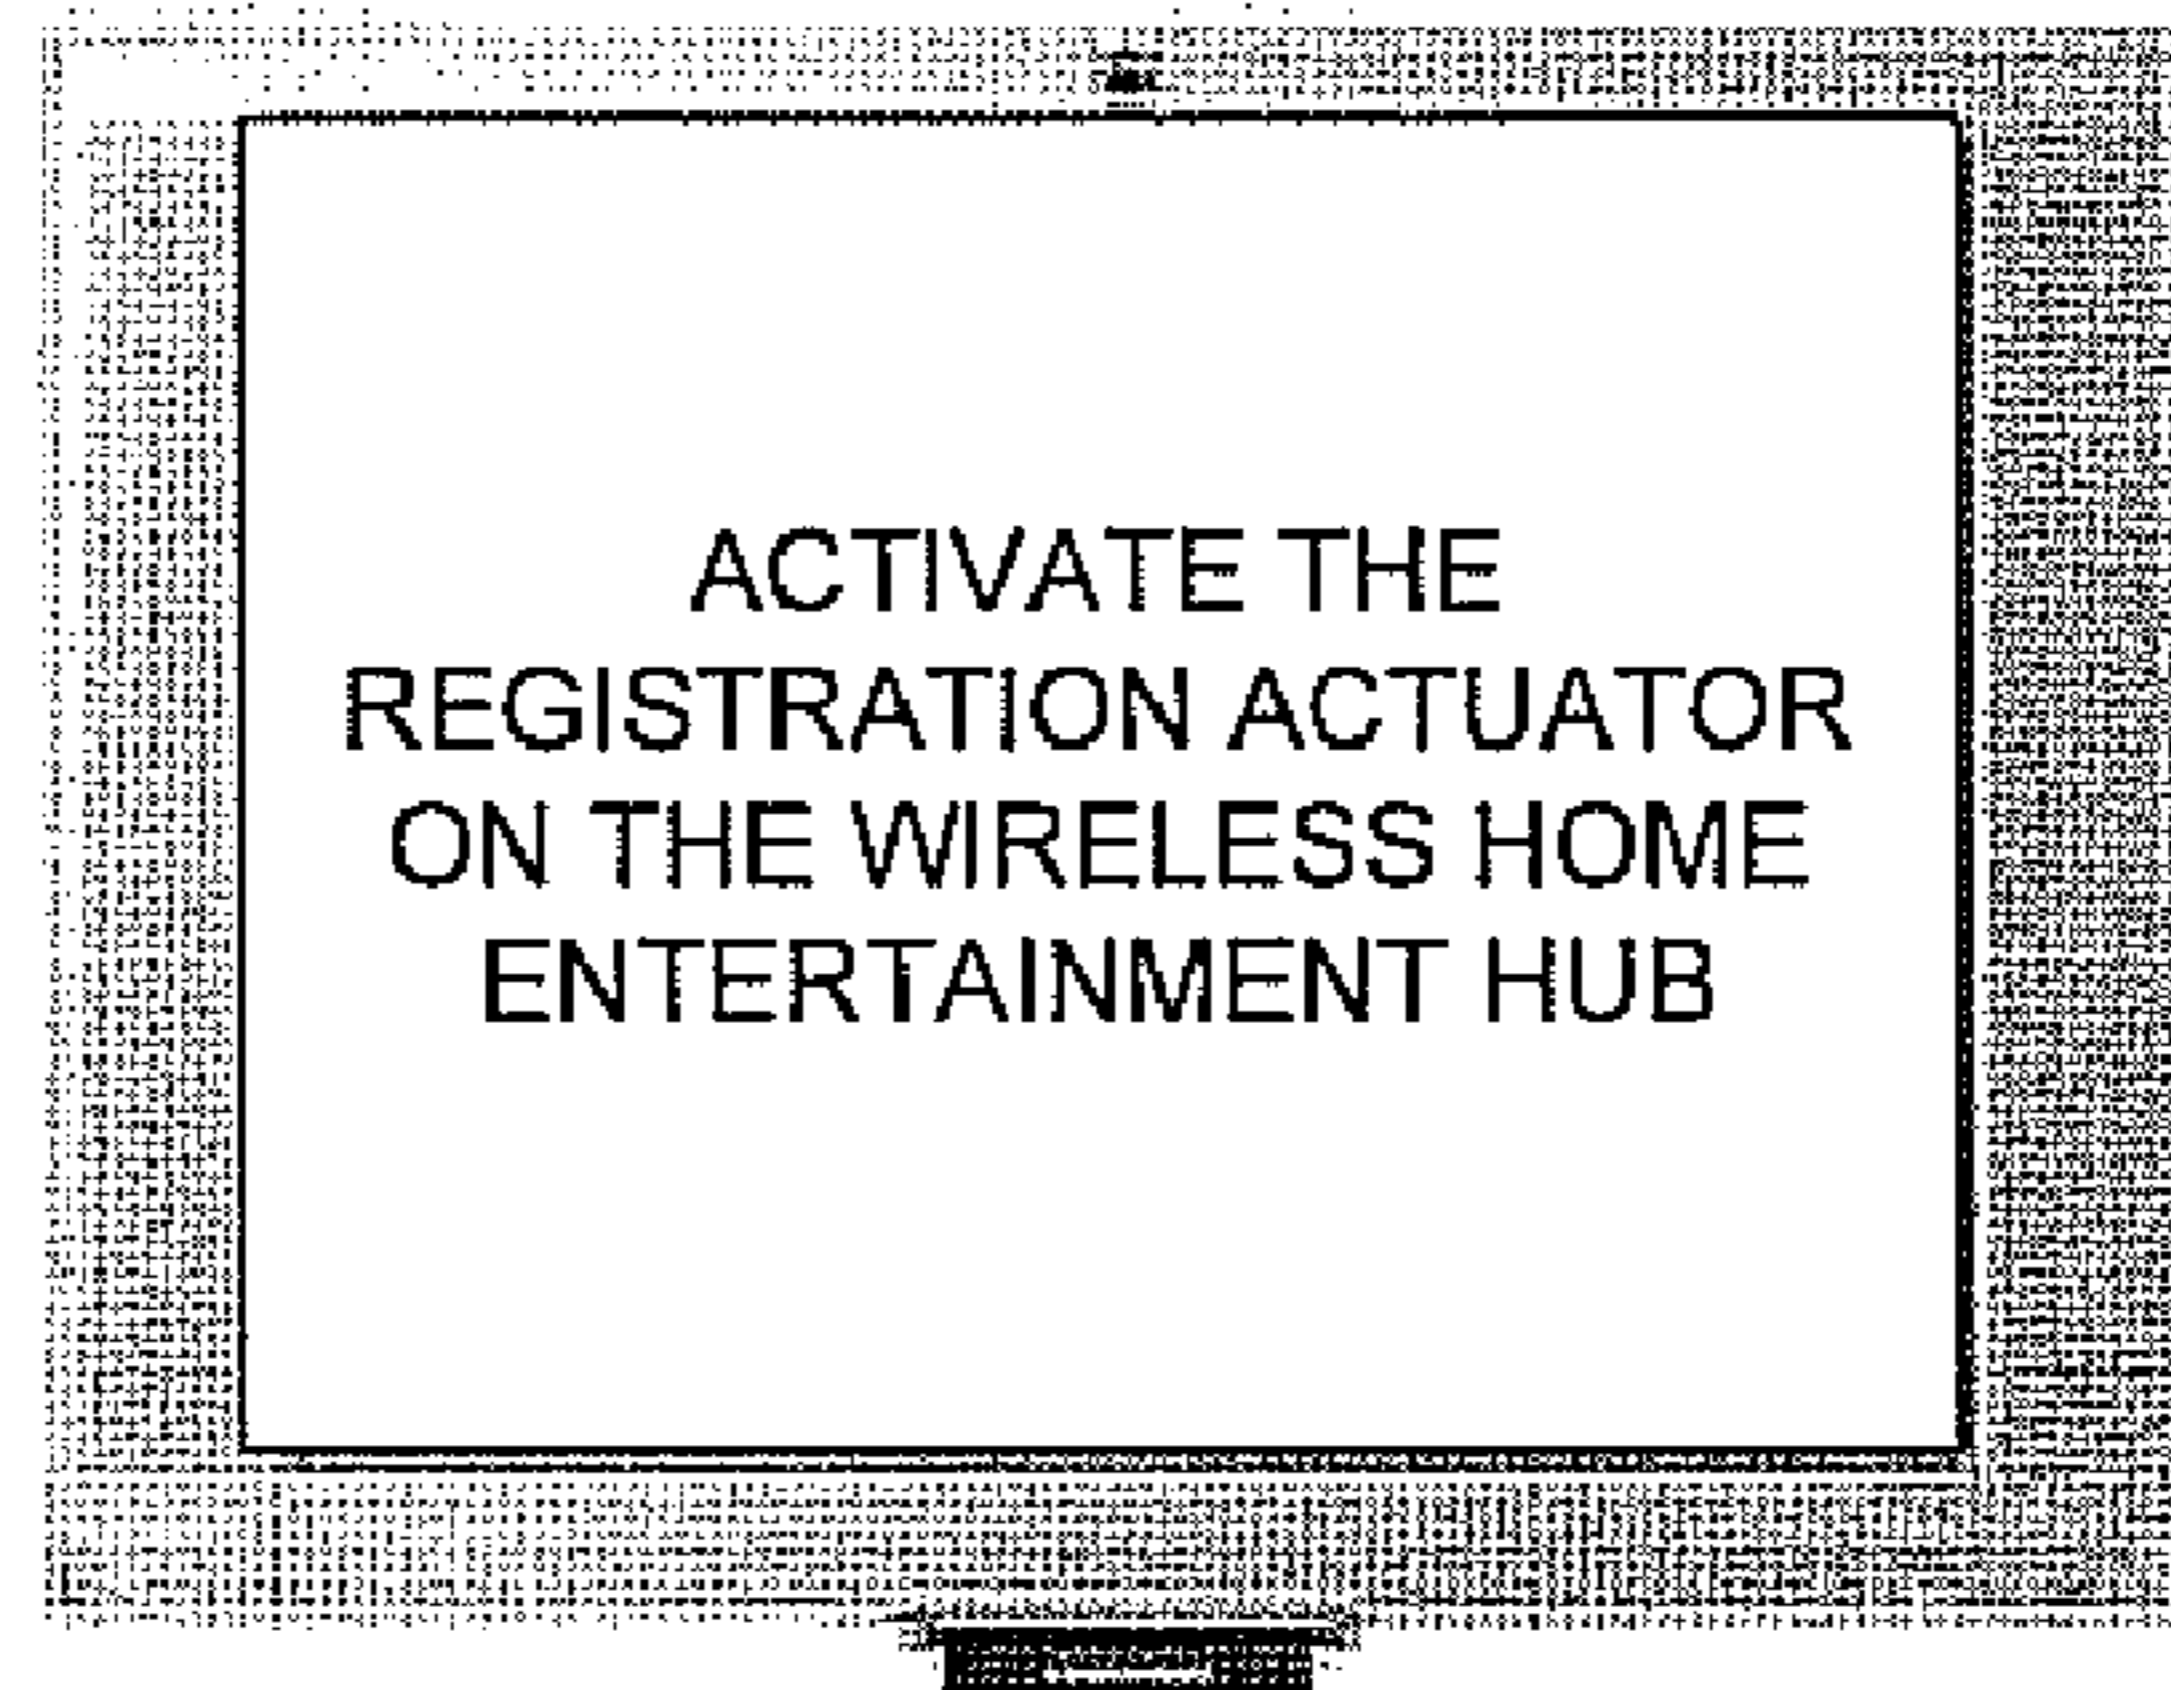 ACTIVATE THE
REGISTRATION ACTUATOR
ON THE WIRELESS HOME
ENTERTAINMENT HUB